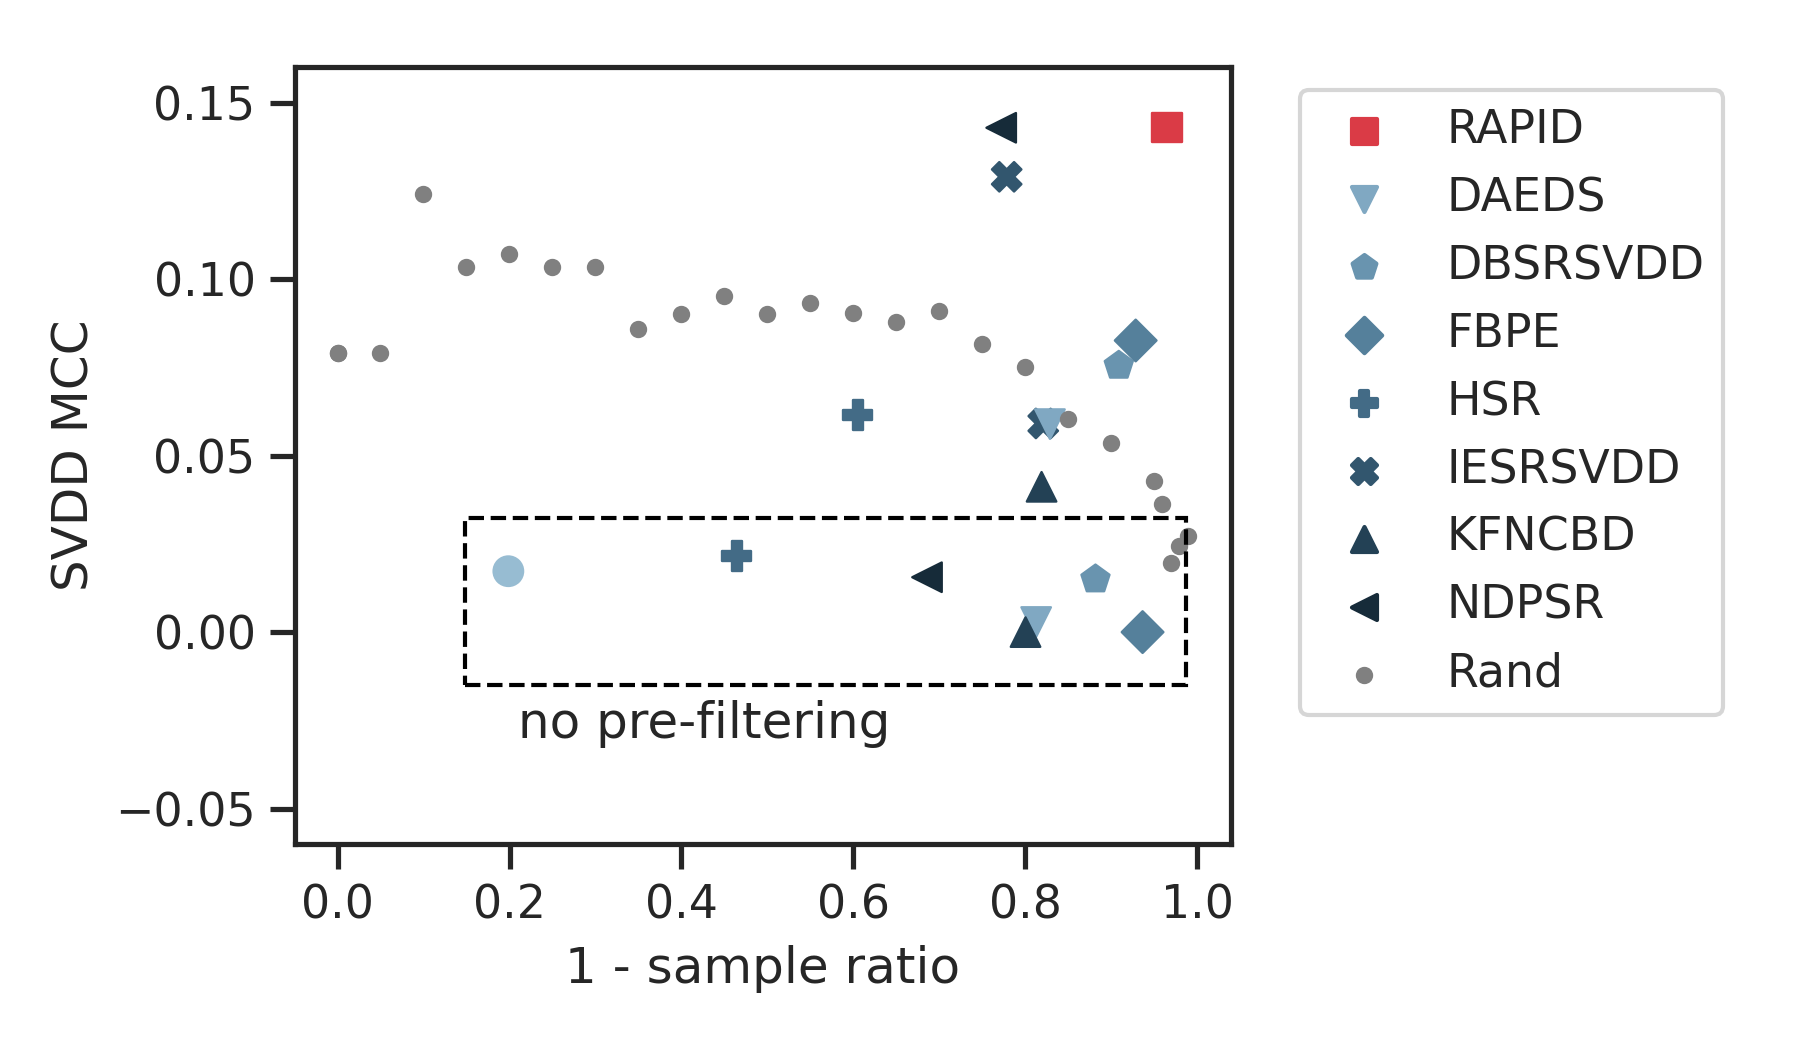 0.15
0.10
0.05
0.00
−0.05
SVDD MCC
no pre-filtering
0.0 0.2 0.4 0.6 0.8 1.0
1 - sample ratio
RAPID
DAEDS
DBSRSVDD
FBPE
HSR
IESRSVDD
KFNCBD
NDPSR
Rand